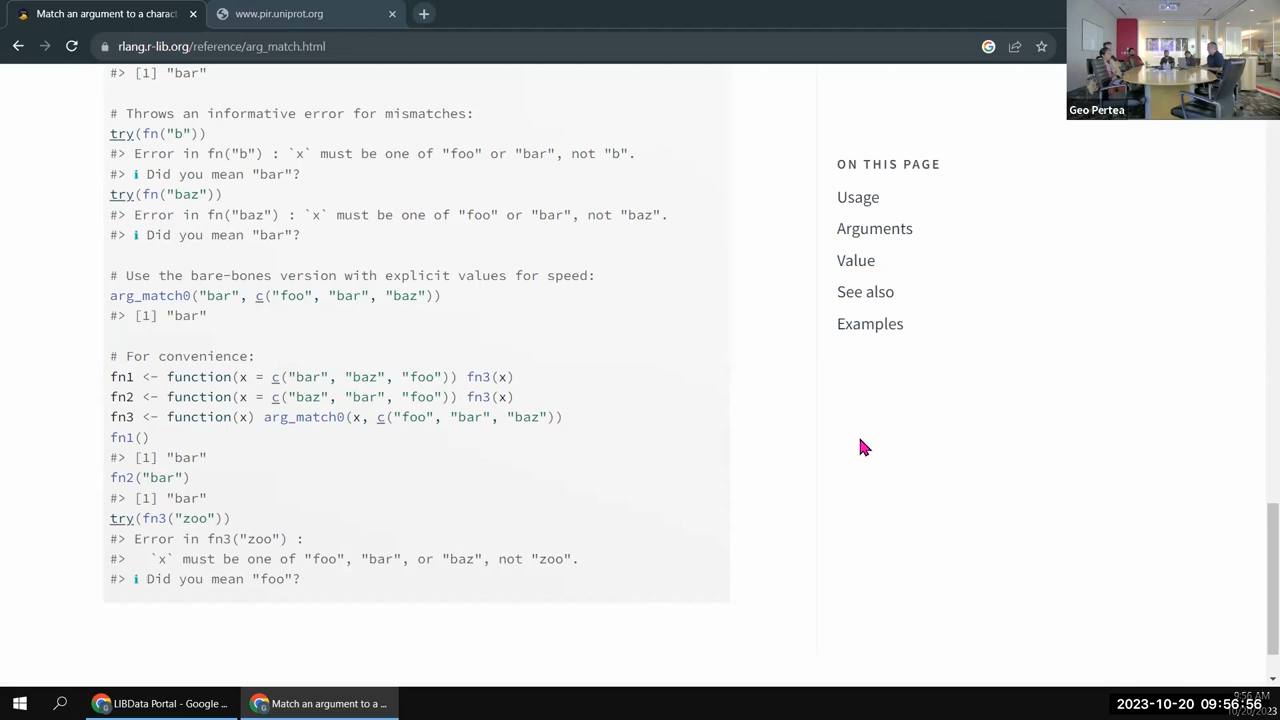 Match an argument to a charact
www.pir.uniprot.org
rlang.r-lib.org/reference/arg_match.html
Geo Pertea
#> [1] "bar"
# Throws an informative error for mismatches:
try(fn("b"))
#> Error in fn("b") : `x` must be one of "foo" or "bar", not "b".
#> ℹ Did you mean "bar"?
try(fn("baz"))
#> Error in fn("baz") : `x` must be one of "foo" or "bar", not "baz".
#> ℹ Did you mean "bar"?
# Use the bare-bones version with explicit values for speed:
arg_match0("bar", c("foo", "bar", "baz"))
#> [1] "bar"
# For convenience:
fn1 <- function(x = c("bar", "baz", "foo")) fn3(x)
fn2 <- function(x = c("baz", "bar", "foo")) fn3(x)
fn3 <- function(x) arg_match0(x, c("foo", "bar", "baz"))
fn1()
#> [1] "bar"
fn2("bar")
#> [1] "bar"
try(fn3("zoo"))
#> Error in fn3("zoo") :
#>   `x` must be one of "foo", "bar", or "baz", not "zoo".
#> ℹ Did you mean "foo"?
ON THIS PAGE
Usage
Arguments
Value
See also
Examples
LIBData Portal - Google ...
Match an argument to a ...
9:56 AM
2023-10-20 09:56:56